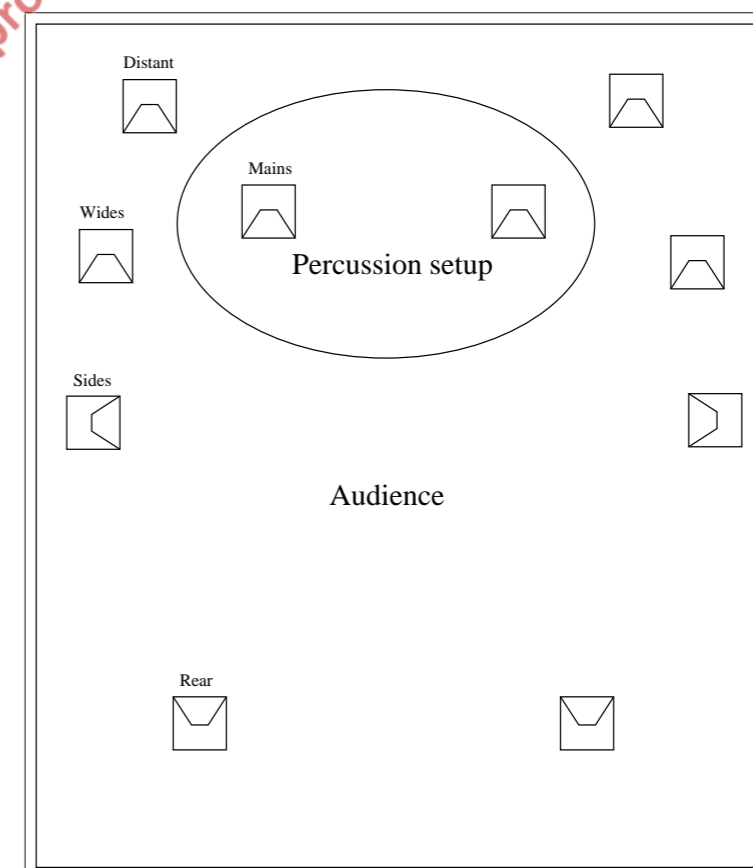 Distant
Mains
Wides
Percussion setup
Sides
Audience
Rear